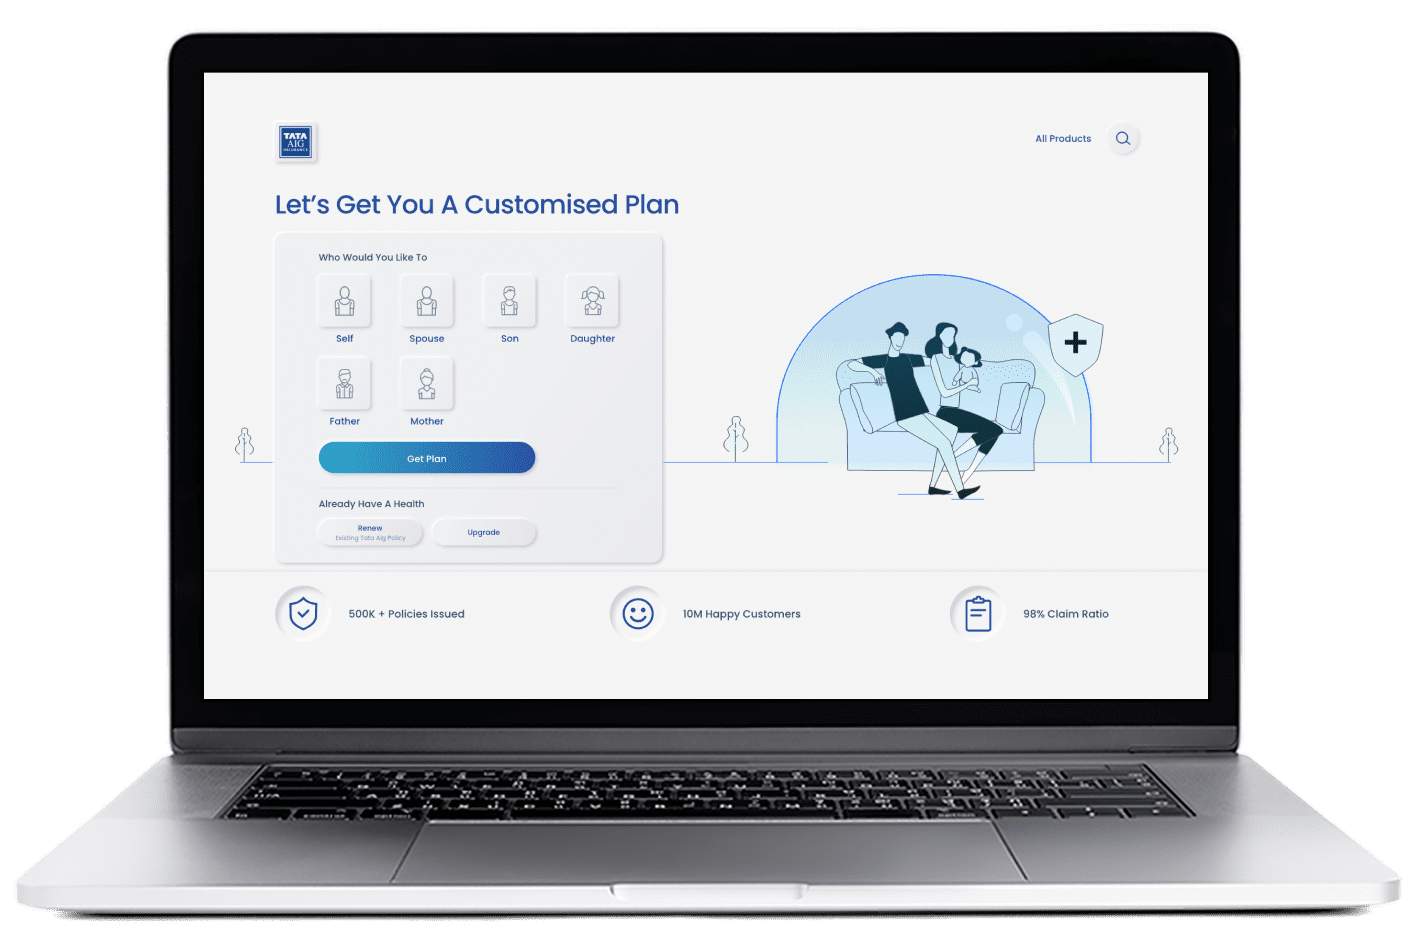 TATA
AIG
INSURANCE
All Products
Let's Get You A Customised Plan
Who Would You Like To
Self
Spouse
Son
Daughter
Father
Mother
Get Plan
Already Have A Health
Renew
Existing Tata Aig Policy
Upgrade
500K + Policies Issued
10M Happy Customers
98% Claim Ratio